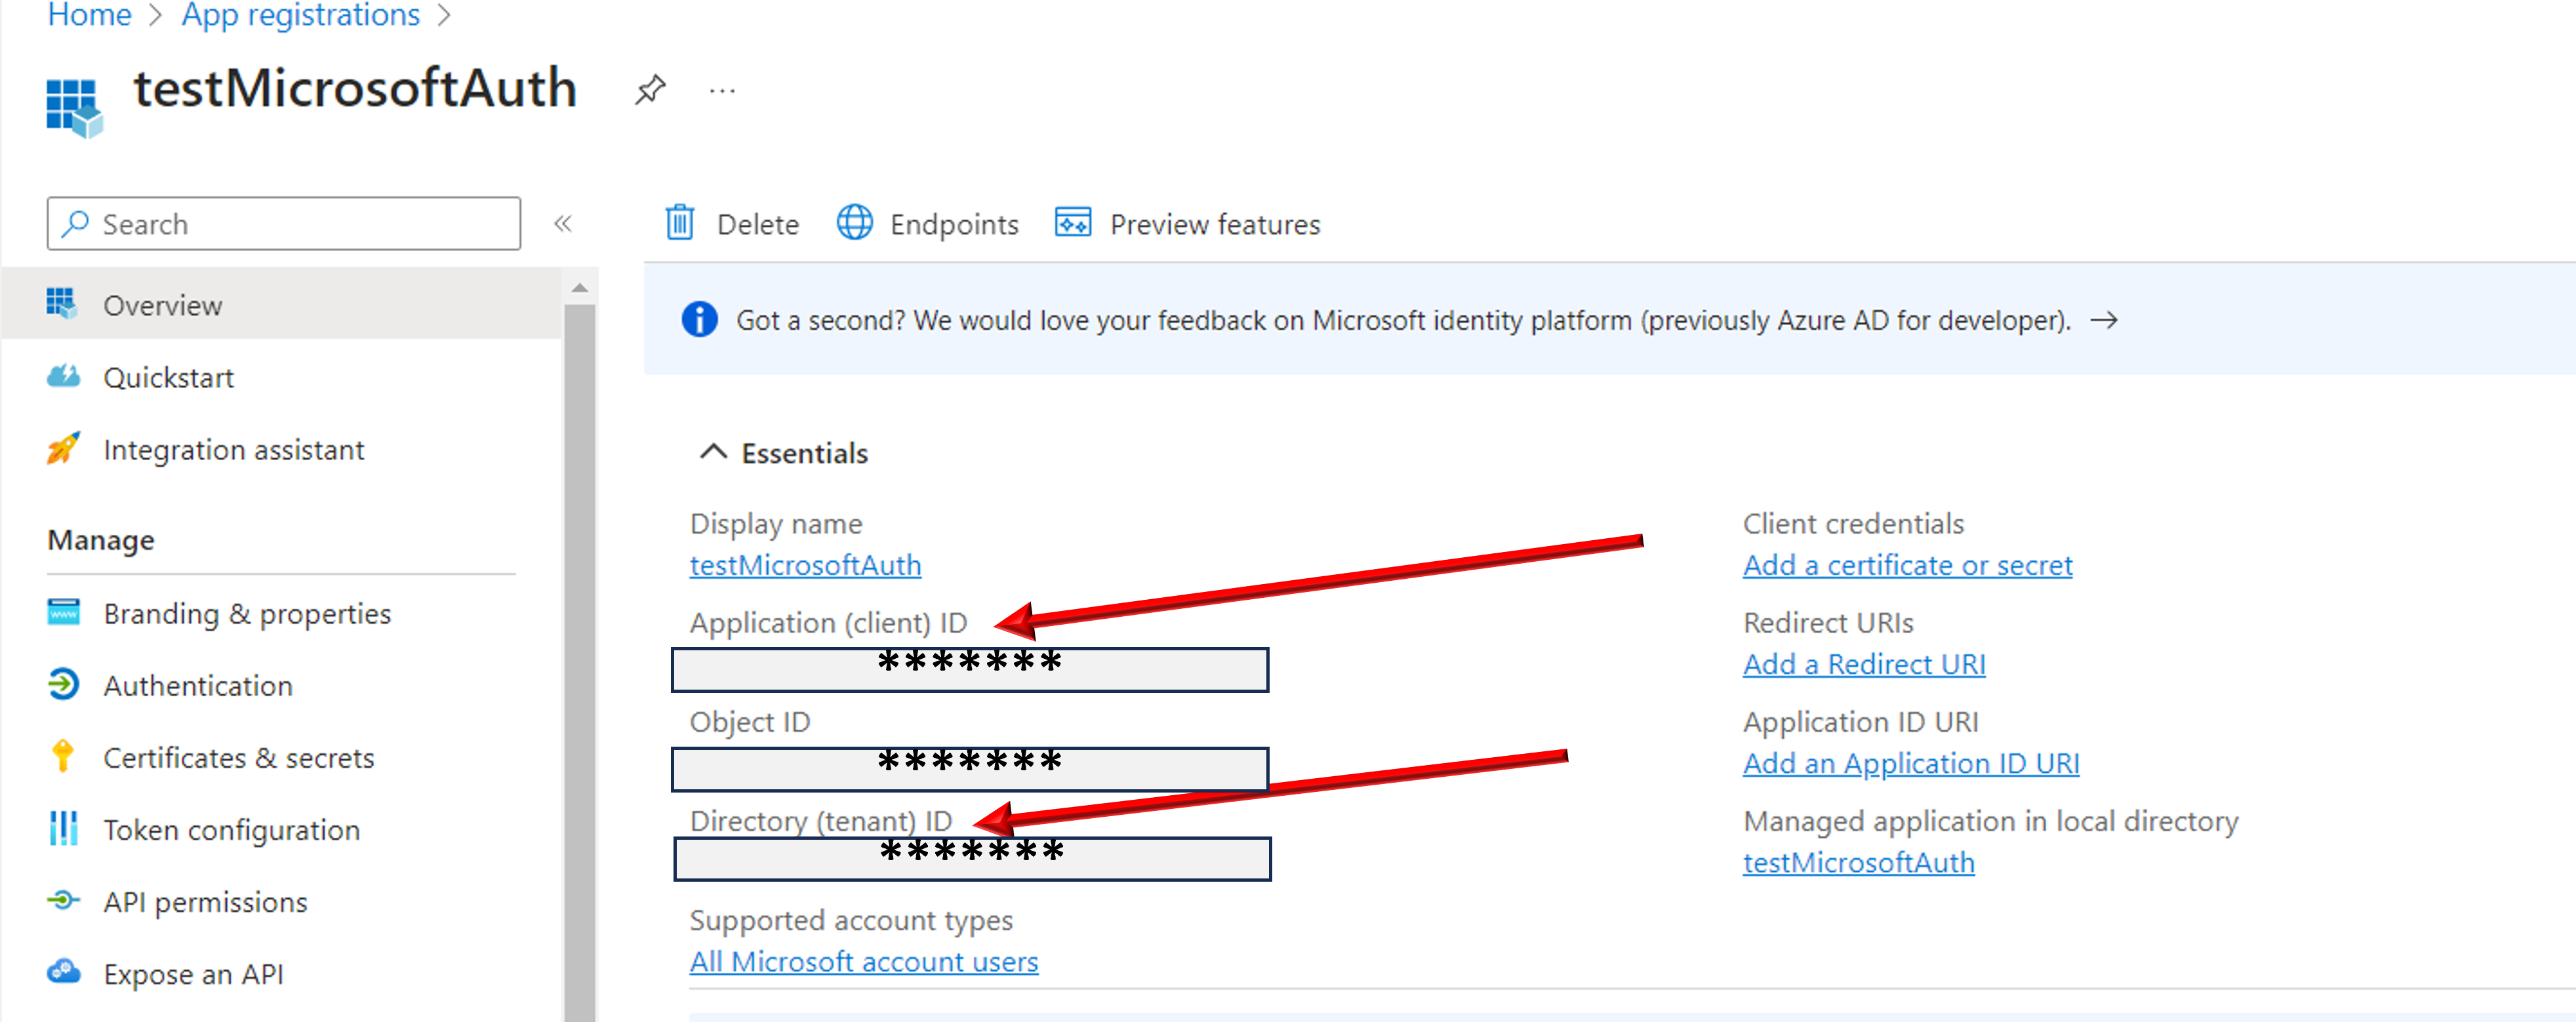 Home > App registrations >
testMicrosoftAuth
...
Search
«
Overview
Quickstart
Integration assistant
Manage
Branding & properties
Authentication
Certificates & secrets
Token configuration
API permissions
Expose an API
Delete
Endpoints
Preview features
Got a second? We would love your feedback on Microsoft identity platform (previously Azure AD for developer). →
Essentials
Display name
testMicrosoftAuth
Application (client) ID
*******
Object ID
*******
Directory (tenant) ID
*******
Supported account types
All Microsoft account users
Client credentials
Add a certificate or secret
Redirect URIs
Add a Redirect URI
Application ID URI
Add an Application ID URI
Managed application in local directory
testMicrosoftAuth